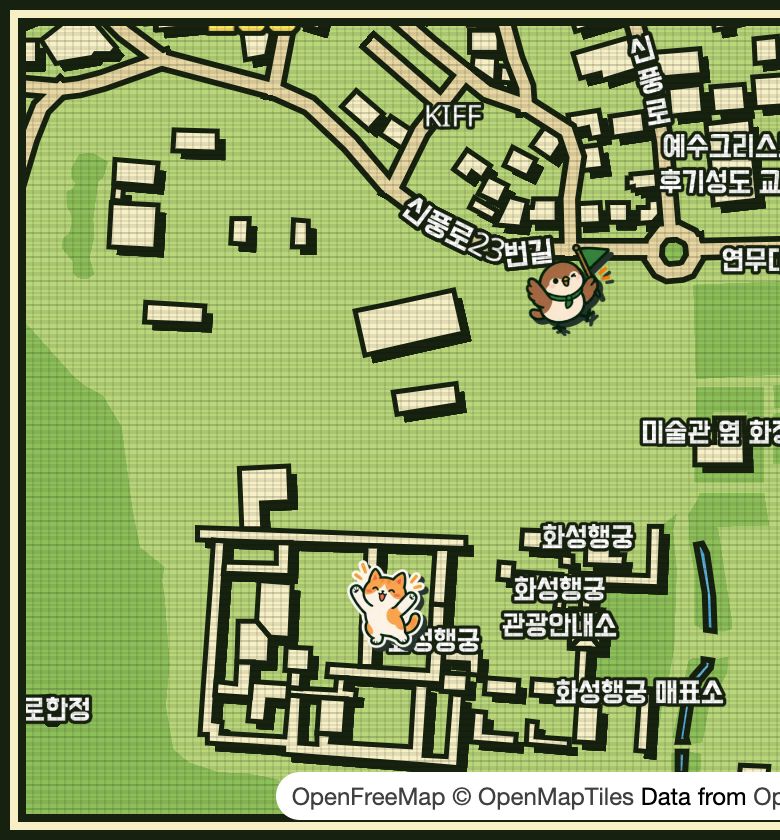 KIFF
신풍로
예수그리스
후기성도 교
신풍로23번길
연무대
미술관 옆 화장
화성행궁
화성행궁
관광안내소
화성행궁
화성행궁 매표소
로한정
OpenFreeMap © OpenMapTiles Data from Op